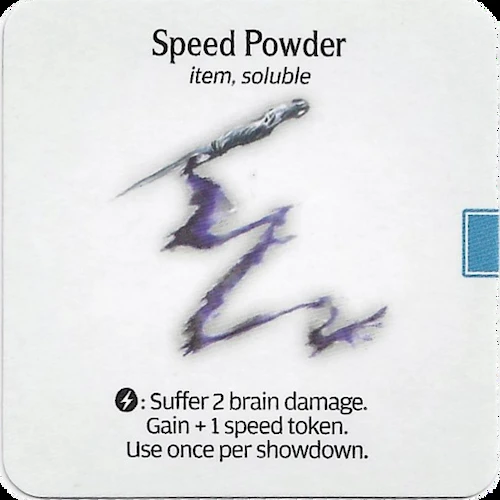 Speed Powder
item, soluble
: Suffer 2 brain damage.
Gain + 1 speed token.
Use once per showdown.